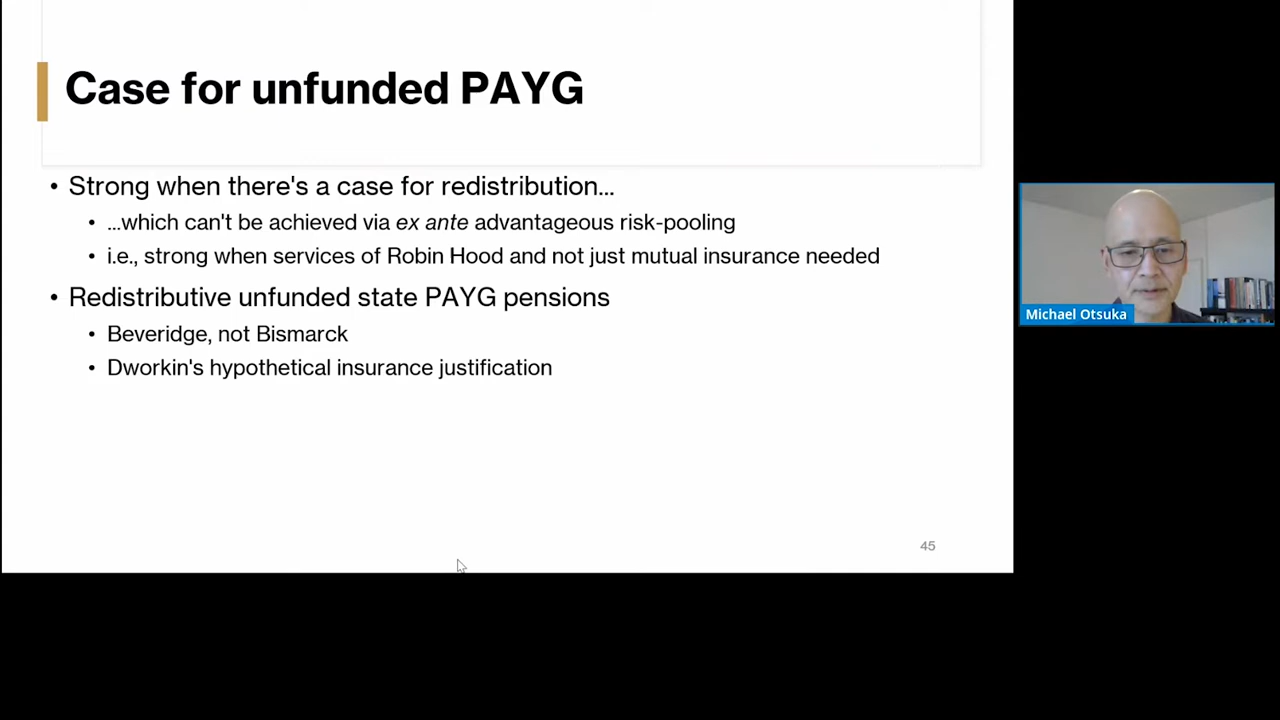 Case for unfunded PAYG
• Strong when there's a case for redistribution...
• ...which can't be achieved via ex ante advantageous risk-pooling
• i.e., strong when services of Robin Hood and not just mutual insurance needed
• Redistributive unfunded state PAYG pensions
• Beveridge, not Bismarck
• Dworkin's hypothetical insurance justification
45
Michael Otsuka